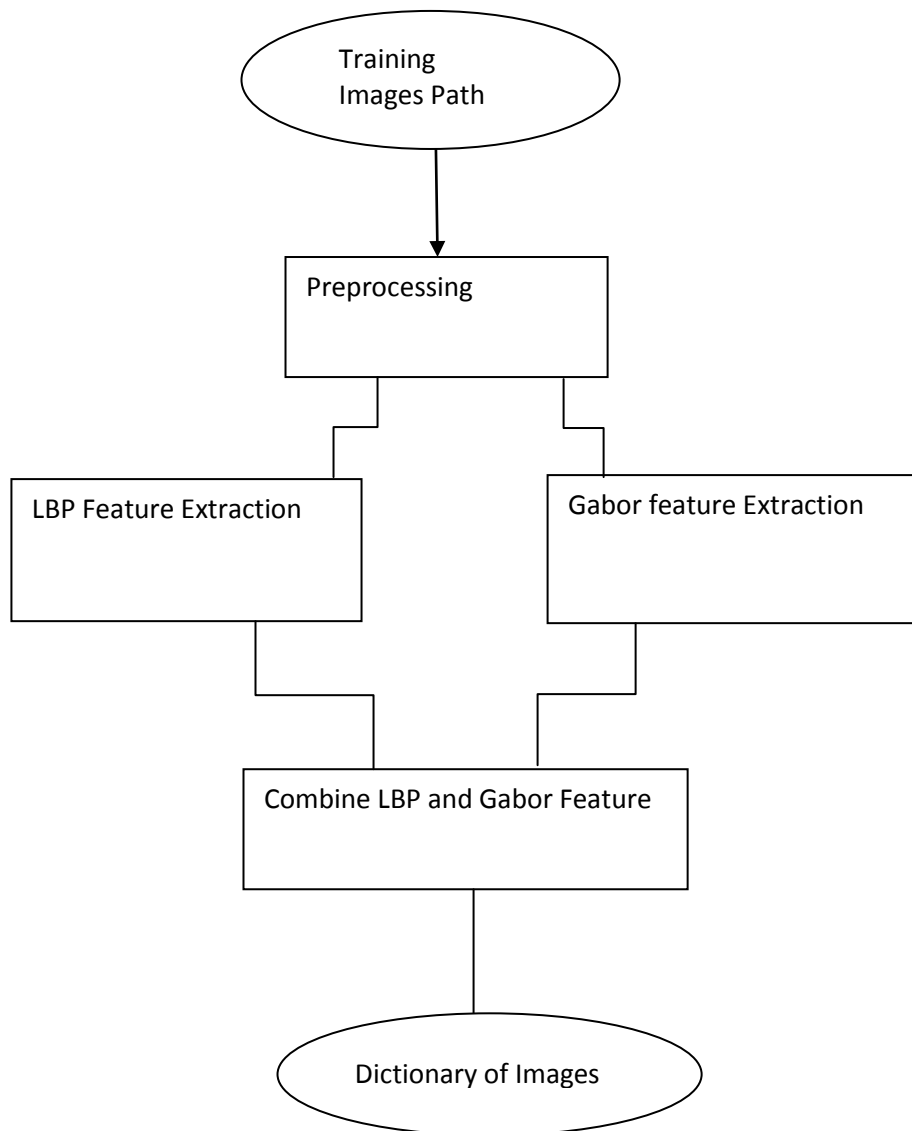 Training
Images Path
Preprocessing
LBP Feature Extraction
Gabor feature Extraction
Combine LBP and Gabor Feature
Dictionary of Images